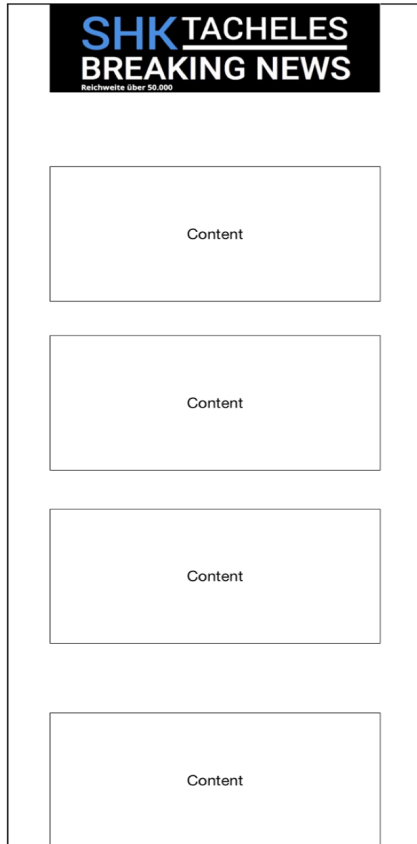 SHK TACHELES
BREAKING NEWS
Reichweite über 50.000
Content
Content
Content
Content